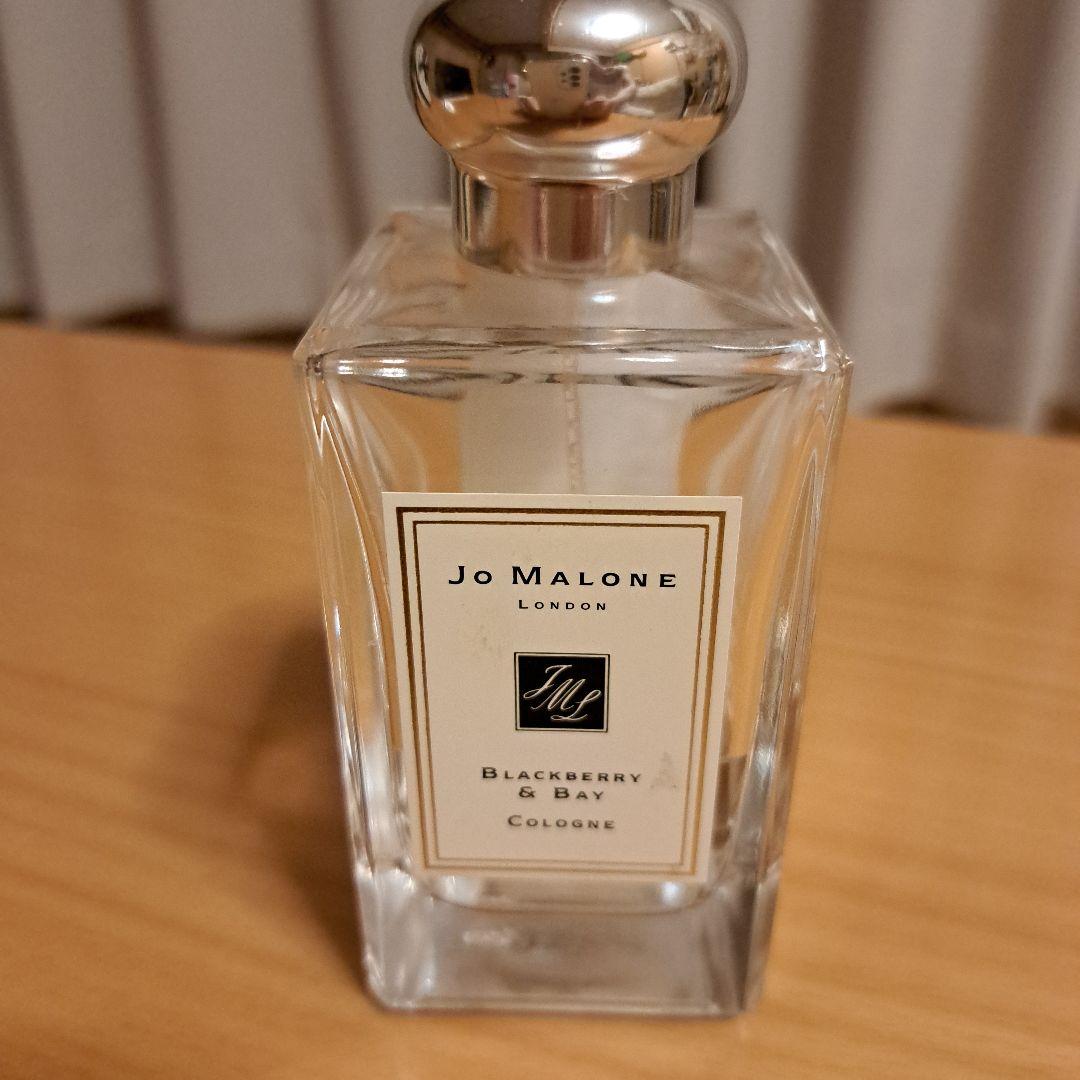 Jo Malone
London
JML
Blackberry
& Bay
Cologne